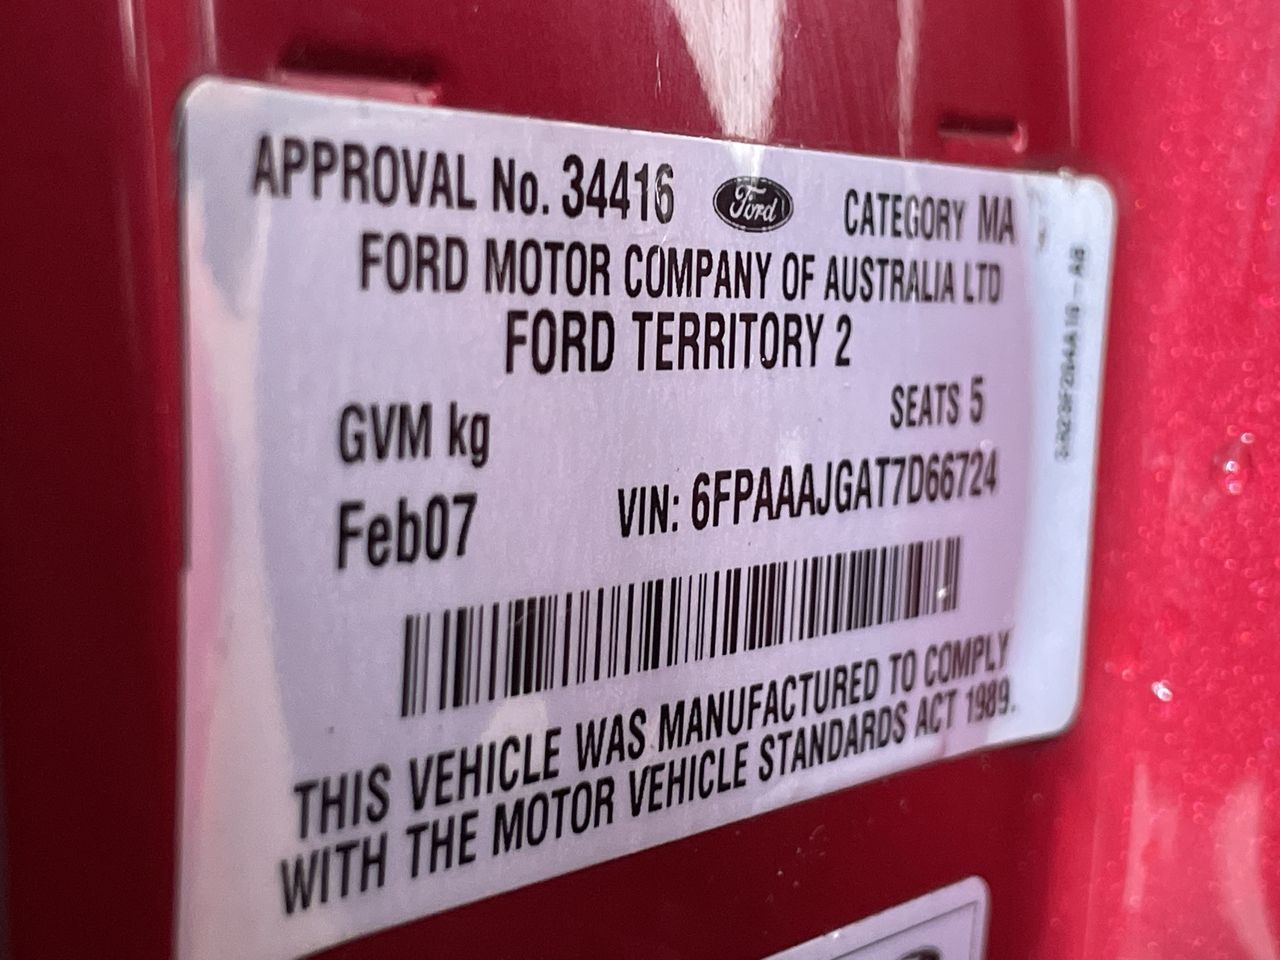 APPROVAL No. 34416 Ford CATEGORY MA
FORD MOTOR COMPANY OF AUSTRALIA LTD
FORD TERRITORY 2
GVM kg SEATS 5
Feb07 VIN: 6FPAAAJGAT7D66724
THIS VEHICLE WAS MANUFACTURED TO COMPLY
WITH THE MOTOR VEHICLE STANDARDS ACT 1989.